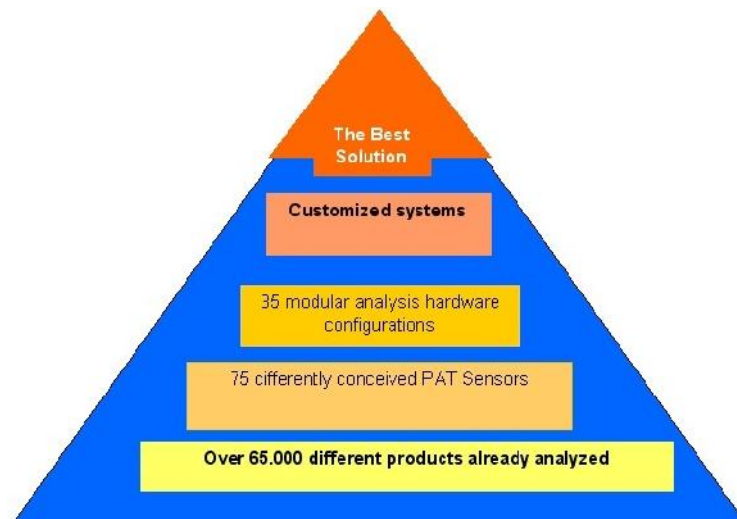 The Best
Solution
Customized systems
35 modular analysis hardware
configurations
75 differently conceived PAT Sensors
Over 65.000 different products already analyzed